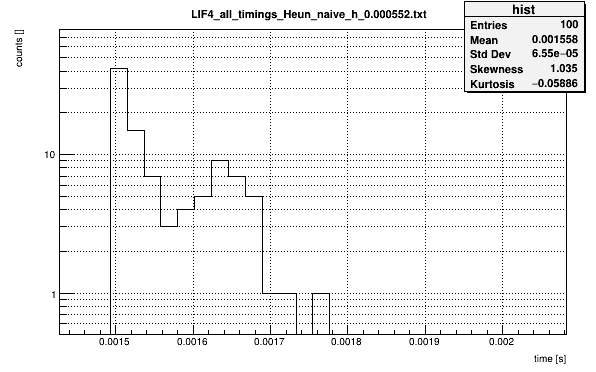 LIF4_all_timings_Heun_naive_h_0.000552.txt
hist
Entries 100
Mean 0.001558
Std Dev 6.55e−05
Skewness 1.035
Kurtosis −0.05886
counts []
10
1
0.0015 0.0016 0.0017 0.0018 0.0019 0.002
time [s]